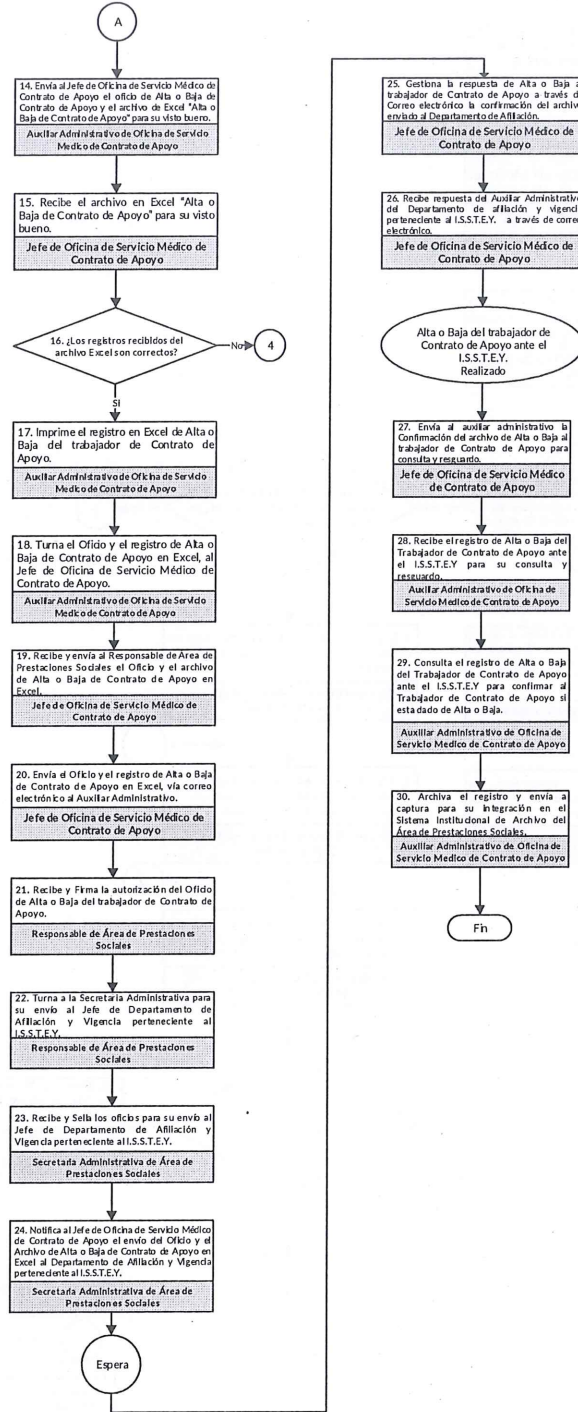 A
14. Envía al Jefe de Oficina de Servicio Médico de
Contrato de Apoyo el oficio de Alta o Baja de
Contrato de Apoyo y el archivo de Excel "Alta o
Baja de Contrato de Apoyo" para su visto bueno.
Auxiliar Administrativo de Oficina de Servicio
Medico de Contrato de Apoyo
15. Recibe el archivo en Excel "Alta o
Baja de Contrato de Apoyo" para su visto
bueno.
Jefe de Oficina de Servicio Médico de
Contrato de Apoyo
16. ¿Los registros recibidos del
archivo Excel son correctos?
No
4
SI
17. Imprime el registro en Excel de Alta o
Baja del trabajador de Contrato de
Apoyo.
Auxiliar Administrativo de Oficina de Servicio
Medico de Contrato de Apoyo
18. Turna el Oficio y el registro de Alta o
Baja de Contrato de Apoyo en Excel, al
Jefe de Oficina de Servicio Médico de
Contrato de Apoyo.
Auxiliar Administrativo de Oficina de Servicio
Medico de Contrato de Apoyo
19. Recibe y envía al Responsable de Area de
Prestaciones Sociales el Oficio y el archivo
de Alta o Baja de Contrato de Apoyo en
Excel.
Jefe de Oficina de Servicio Médico de
Contrato de Apoyo
20. Envía el Oficio y el registro de Alta o Baja
de Contrato de Apoyo en Excel, vía correo
electrónico al Auxiliar Administrativo.
Jefe de Oficina de Servicio Médico de
Contrato de Apoyo
21. Recibe y Firma la autorización del Oficio
de Alta o Baja del trabajador de Contrato de
Apoyo.
Responsable de Área de Prestaciones
Sociales
22. Turna a la Secretaria Administrativa para
su envío al Jefe de Departamento de
Afiliación y Vigencia perteneciente al
I.S.S.T.E.Y.
Responsable de Área de Prestaciones
Sociales
23. Recibe y Sella los oficios para su envío al
Jefe de Departamento de Afiliación y
Vigencia perteneciente al I.S.S.T.E.Y.
Secretaria Administrativa de Área de
Prestaciones Sociales
24. Notifica al Jefe de Oficina de Servicio Médico
de Contrato de Apoyo el envío del Oficio y el
Archivo de Alta o Baja de Contrato de Apoyo en
Excel al Departamento de Afiliación y Vigencia
perteneciente al I.S.S.T.E.Y.
Secretaria Administrativa de Área de
Prestaciones Sociales
Espera
25. Gestiona la respuesta de Alta o Baja al
trabajador de Contrato de Apoyo a través de
Correo electrónico la confirmación del archivo
enviado al Departamento de Afiliación.
Jefe de Oficina de Servicio Médico de
Contrato de Apoyo
26. Recibe respuesta del Auxiliar Administrativo
del Departamento de afiliación y vigencia
perteneciente al I.S.S.T.E.Y. a través de correo
electrónico.
Jefe de Oficina de Servicio Médico de
Contrato de Apoyo
Alta o Baja del trabajador de
Contrato de Apoyo ante el
I.S.S.T.E.Y.
Realizado
27. Envía al auxiliar administrativo la
Confirmación del archivo de Alta o Baja al
trabajador de Contrato de Apoyo para
consulta y resguardo.
Jefe de Oficina de Servicio Médico
de Contrato de Apoyo
28. Recibe el registro de Alta o Baja del
Trabajador de Contrato de Apoyo ante
el I.S.S.T.E.Y para su consulta y
resguardo.
Auxiliar Administrativo de Oficina de
Servicio Medico de Contrato de Apoyo
29. Consulta el registro de Alta o Baja
del Trabajador de Contrato de Apoyo
ante el I.S.S.T.E.Y para confirmar al
Trabajador de Contrato de Apoyo si
esta dado de Alta o Baja.
Auxiliar Administrativo de Oficina de
Servicio Medico de Contrato de Apoyo
30. Archiva el registro y envía a
captura para su integración en el
Sistema Institucional de Archivo del
Área de Prestaciones Sociales.
Auxiliar Administrativo de Oficina de
Servicio Medico de Contrato de Apoyo
Fin